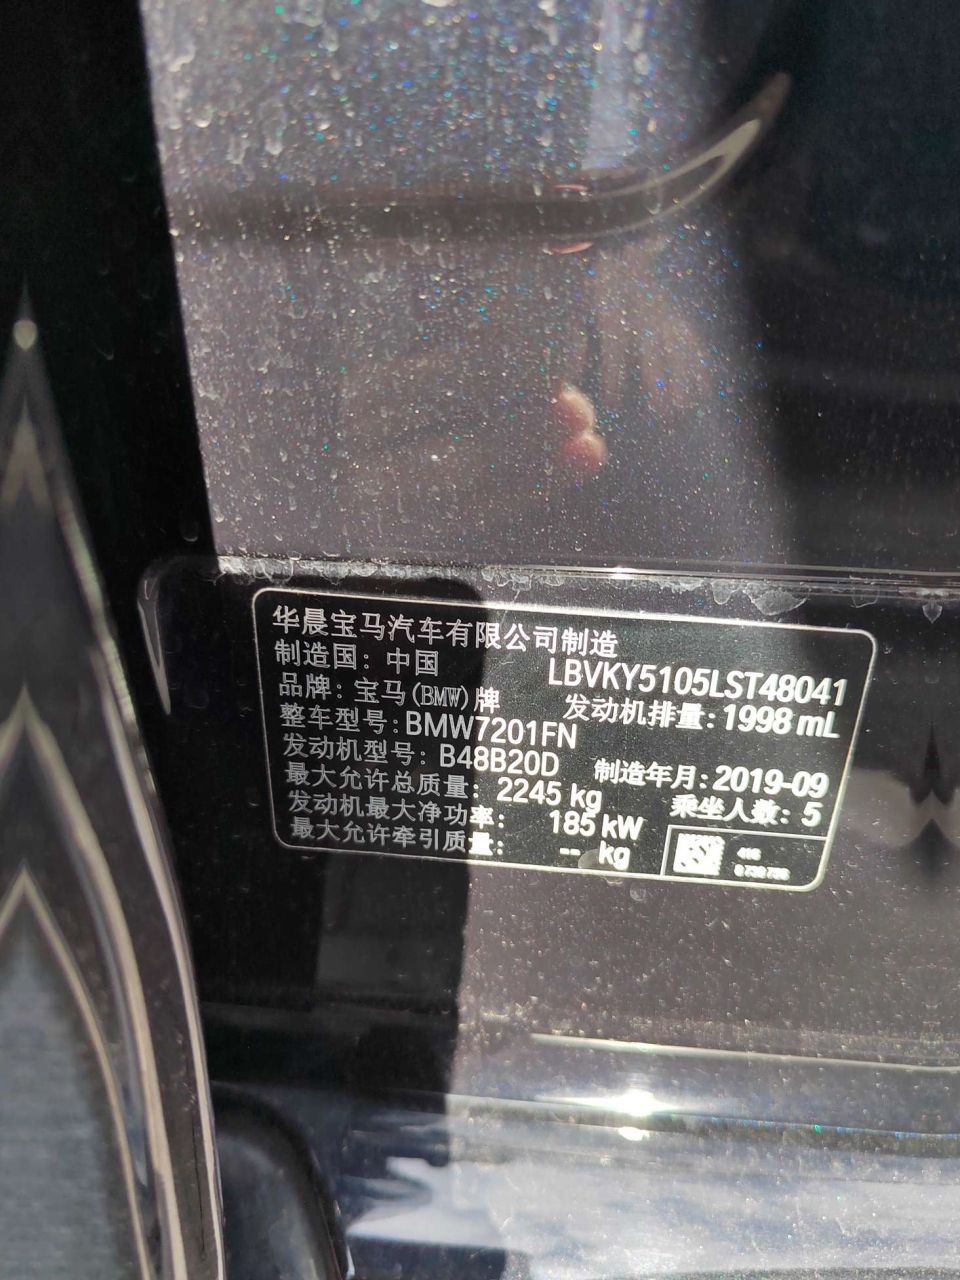 华晨宝马汽车有限公司制造
制造国：中国
LBVKY5105LST48041
品牌：宝马(BMW)牌
发动机排量：1998 mL
整车型号：BMW7201FN
发动机型号：B48B20D
制造年月：2019-09
最大允许总质量：2245 kg
乘坐人数：5
发动机最大净功率：185 kW
最大允许牵引质量：-- kg